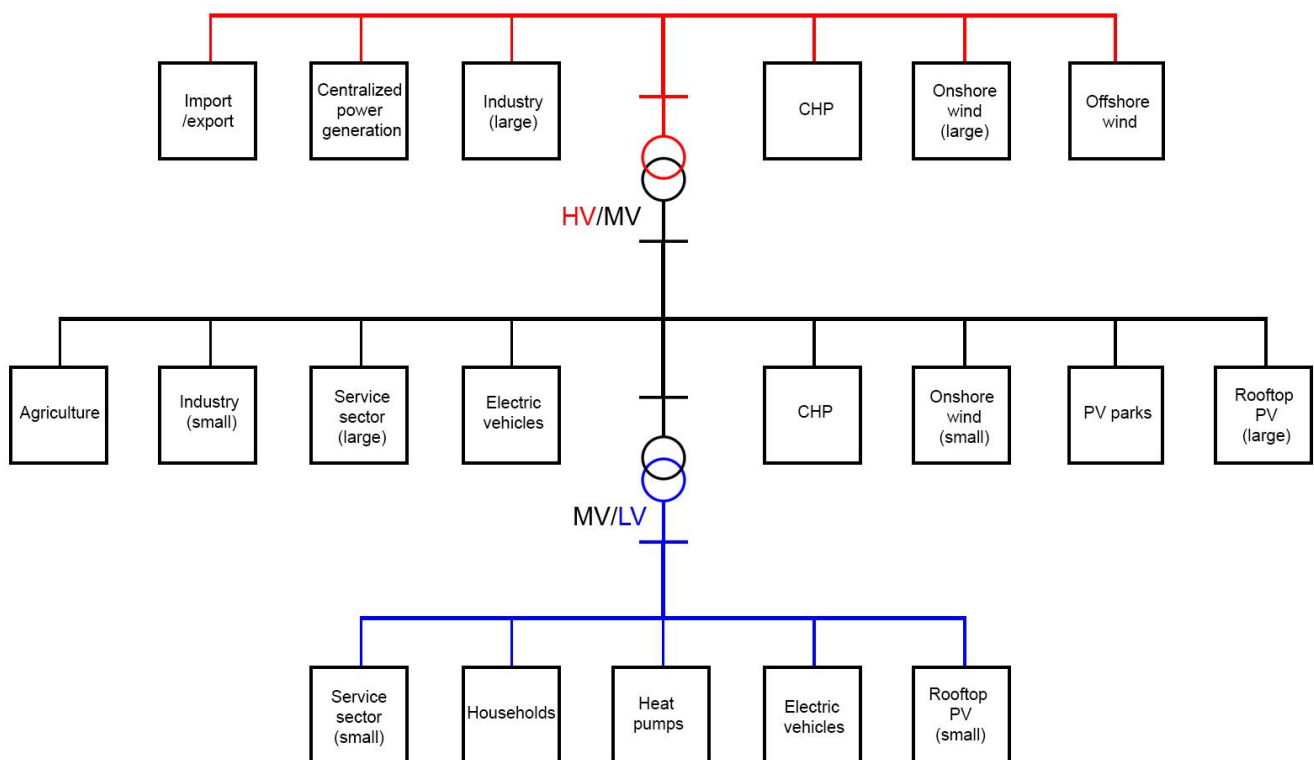 Import
/export
Centralized
power
generation
Industry
(large)
CHP
Onshore
wind
(large)
Offshore
wind
HV/MV
Agriculture
Industry
(small)
Service
sector
(large)
Electric
vehicles
CHP
Onshore
wind
(small)
PV parks
Rooftop
PV
(large)
MV/LV
Service
sector
(small)
Households
Heat
pumps
Electric
vehicles
Rooftop
PV
(small)